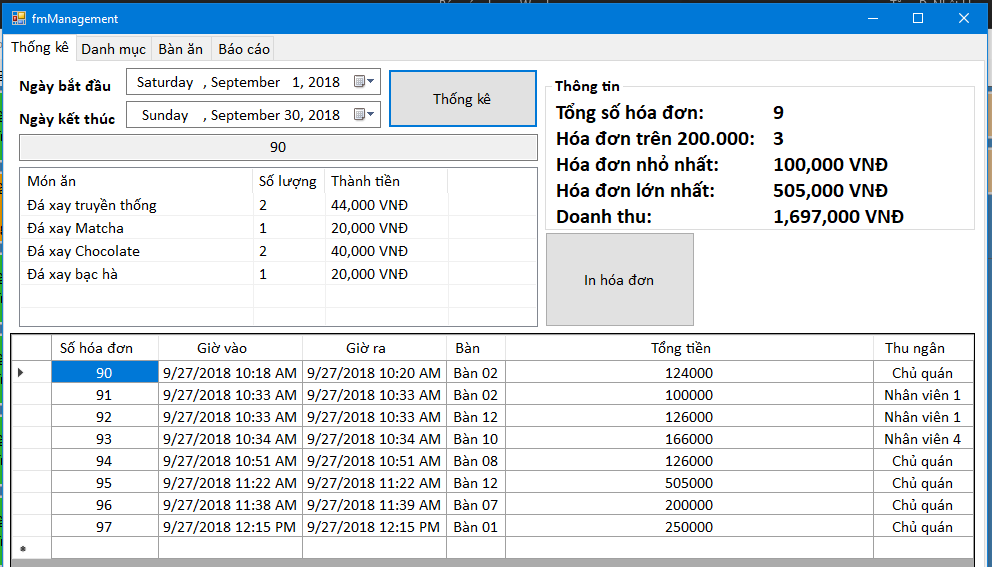 fmManagement
Thống kê Danh mục Bàn ăn Báo cáo
Ngày bắt đầu Saturday , September 1, 2018
Ngày kết thúc Sunday , September 30, 2018
Thống kê
90
Món ăn Số lượng Thành tiền
Đá xay truyền thống 2 44,000 VNĐ
Đá xay Matcha 1 20,000 VNĐ
Đá xay Chocolate 2 40,000 VNĐ
Đá xay bạc hà 1 20,000 VNĐ
Thông tin
Tổng số hóa đơn: 9
Hóa đơn trên 200.000: 3
Hóa đơn nhỏ nhất: 100,000 VNĐ
Hóa đơn lớn nhất: 505,000 VNĐ
Doanh thu: 1,697,000 VNĐ
In hóa đơn
Số hóa đơn Giờ vào Giờ ra Bàn Tổng tiền Thu ngân
90 9/27/2018 10:18 AM 9/27/2018 10:20 AM Bàn 02 124000 Chủ quán
91 9/27/2018 10:33 AM 9/27/2018 10:33 AM Bàn 02 100000 Nhân viên 1
92 9/27/2018 10:33 AM 9/27/2018 10:33 AM Bàn 12 126000 Nhân viên 1
93 9/27/2018 10:34 AM 9/27/2018 10:34 AM Bàn 10 166000 Nhân viên 4
94 9/27/2018 10:51 AM 9/27/2018 10:51 AM Bàn 08 126000 Chủ quán
95 9/27/2018 11:22 AM 9/27/2018 11:22 AM Bàn 12 505000 Chủ quán
96 9/27/2018 11:38 AM 9/27/2018 11:39 AM Bàn 07 200000 Chủ quán
97 9/27/2018 12:15 PM 9/27/2018 12:15 PM Bàn 01 250000 Chủ quán